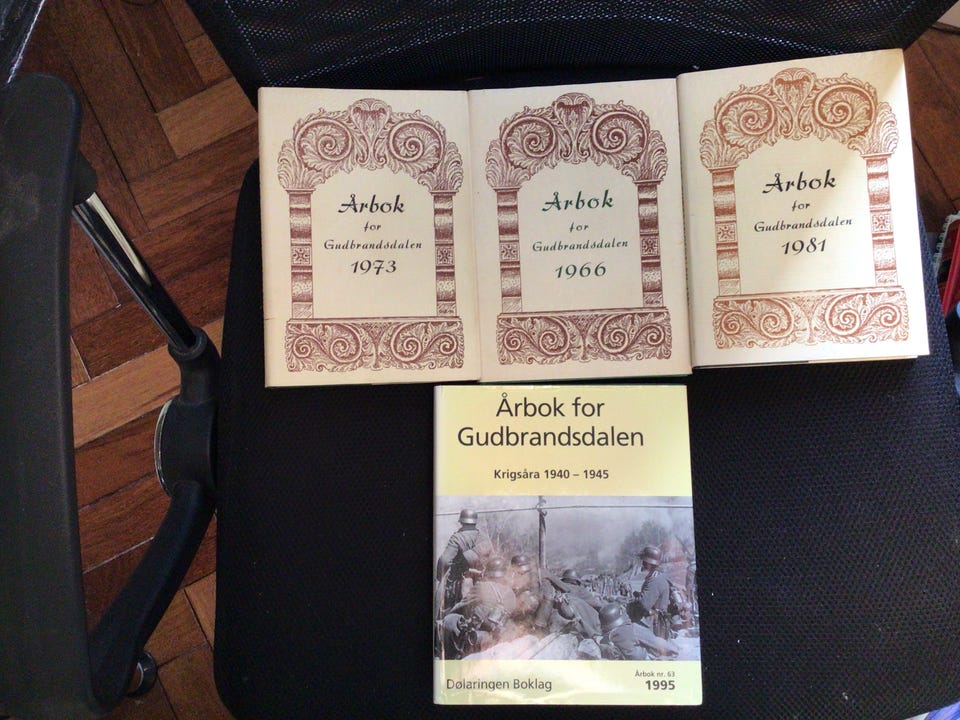 Årbok
for
Gudbrandsdalen
1973
Årbok
for
Gudbrandsdalen
1966
Årbok
for
Gudbrandsdalen
1981
Årbok for
Gudbrandsdalen
Krigsåra 1940 – 1945
Dølaringen Boklag
Årbok nr. 63
1995